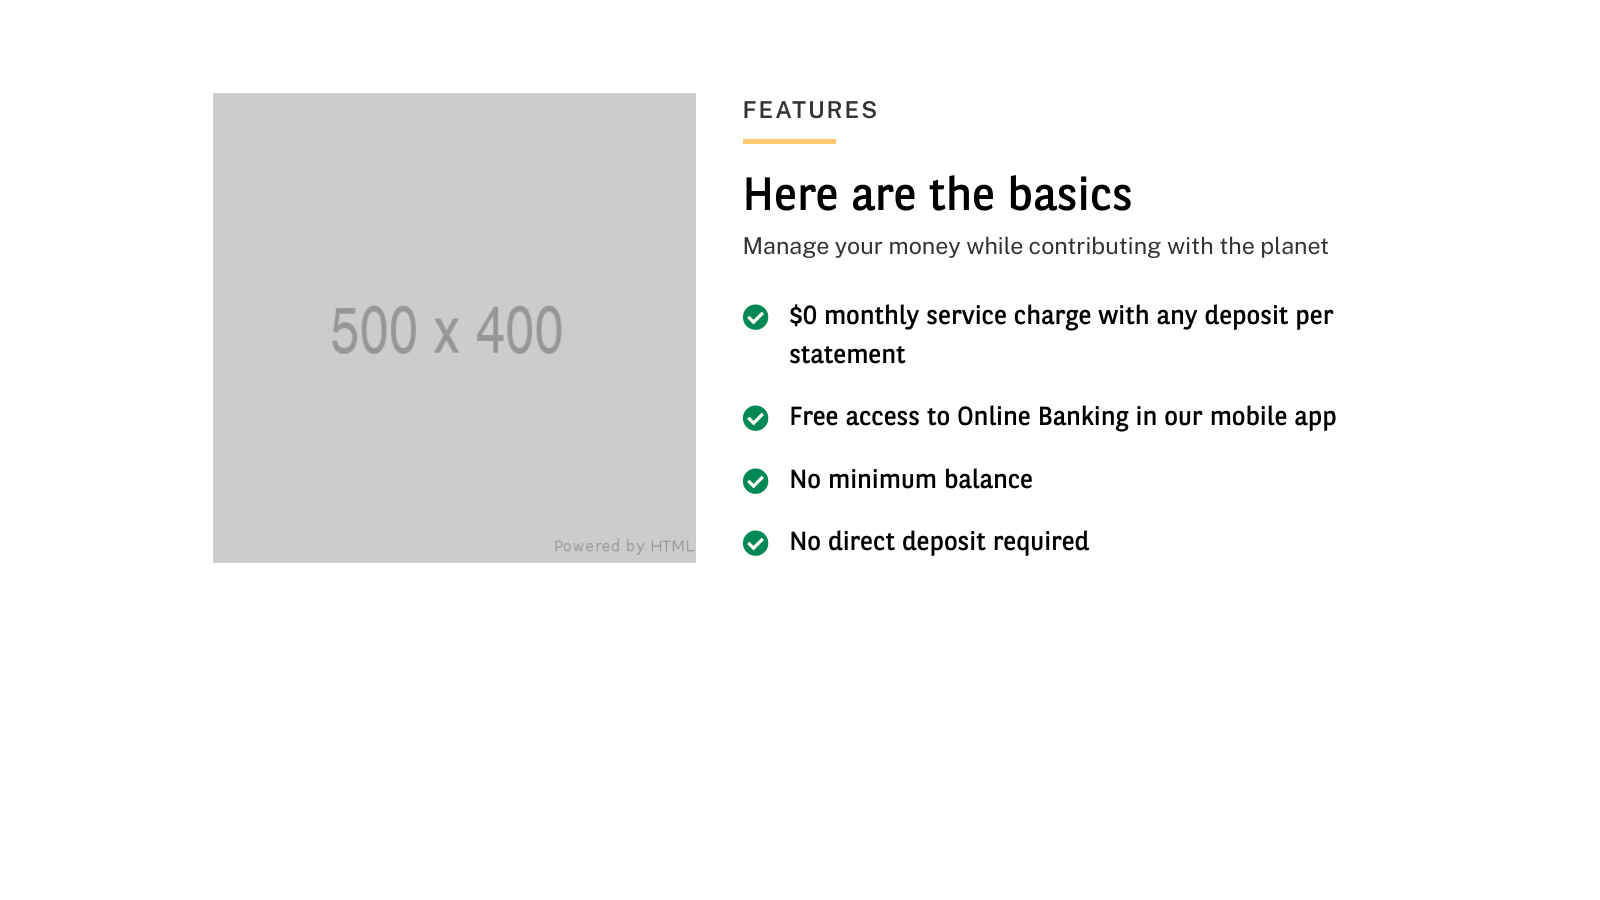 500 x 400
Powered by HTML
FEATURES
Here are the basics
Manage your money while contributing with the planet
$0 monthly service charge with any deposit per
statement
Free access to Online Banking in our mobile app
No minimum balance
No direct deposit required